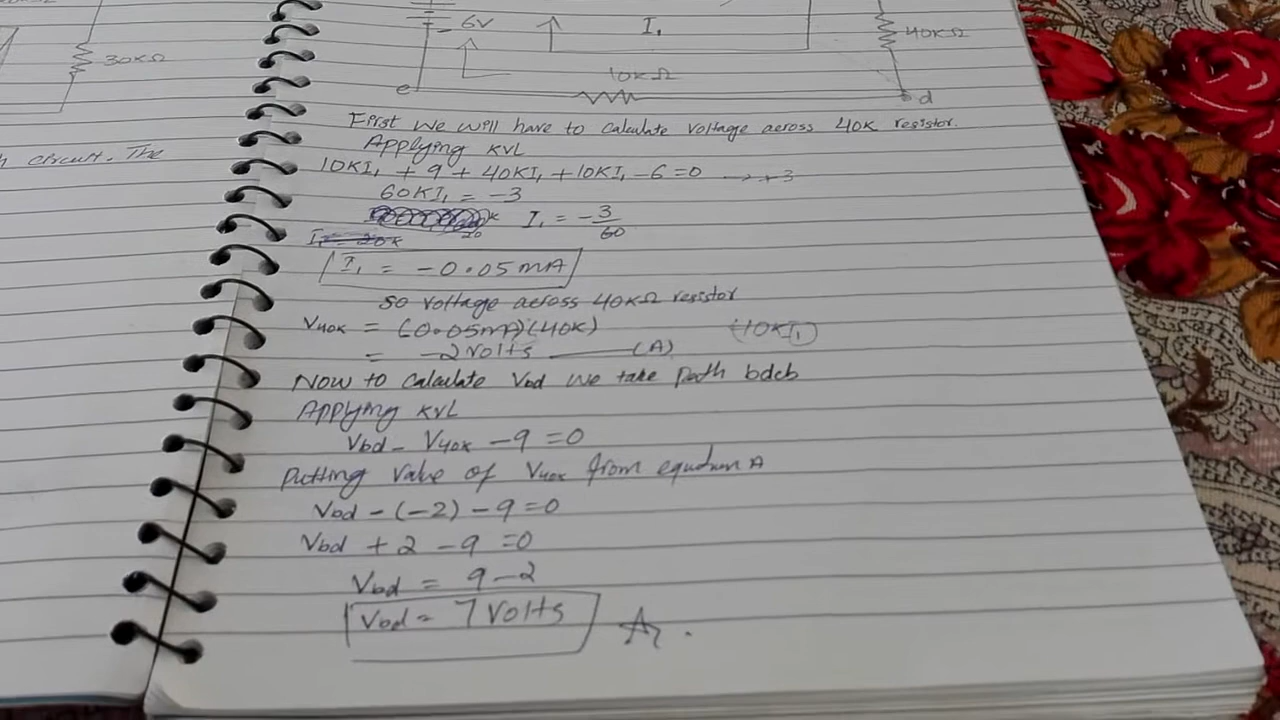 30KΩ
h circuit. The
6V
I₁
40KΩ
10KΩ
e
d
First we will have to calculate voltage across 40K resistor.
Applying KVL
10KI₁ + 9 + 40KI₁ + 10KI₁ - 6 = 0
60KI₁ = -3
I₁ = -3/60
I₁ = -0.05mA
so voltage across 40KΩ resistor
V40K = (-0.05mA)(40K)
(10KI₁)
= -2 volts ——— (A)
Now to calculate Vbd we take path bdcb
Applying KVL
Vbd - V40K - 9 = 0
Putting value of V40K from equation A
Vbd - (-2) - 9 = 0
Vbd + 2 - 9 = 0
Vbd = 9 - 2
Vbd = 7 volts